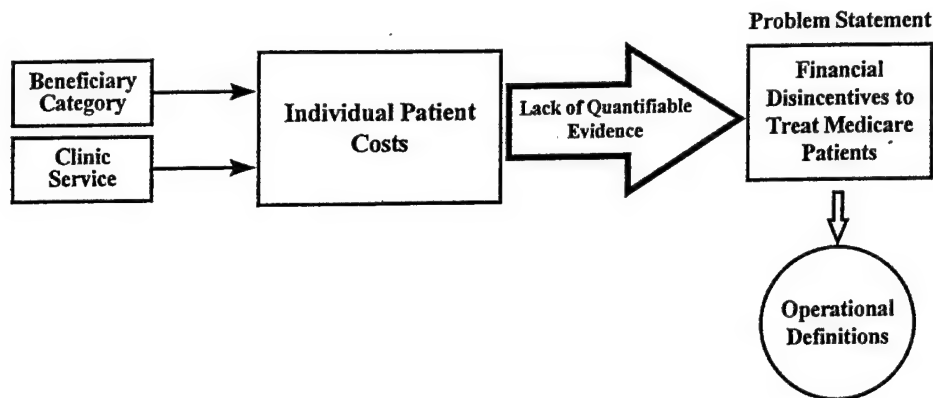 Problem Statement
Beneficiary
Category
Clinic
Service
Individual Patient
Costs
Lack of Quantifiable
Evidence
Financial
Disincentives to
Treat Medicare
Patients
Operational
Definitions